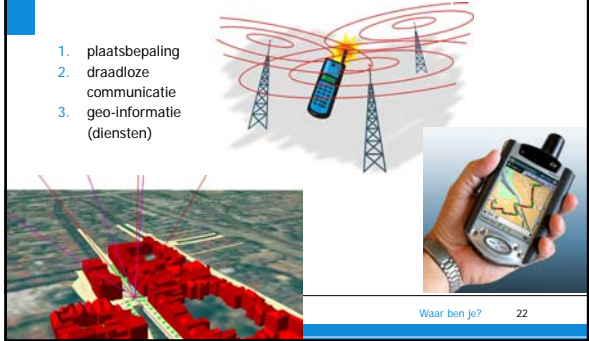 1. plaatsbepaling
2. draadloze
communicatie
3. geo-informatie
(diensten)
Waar ben je? 22